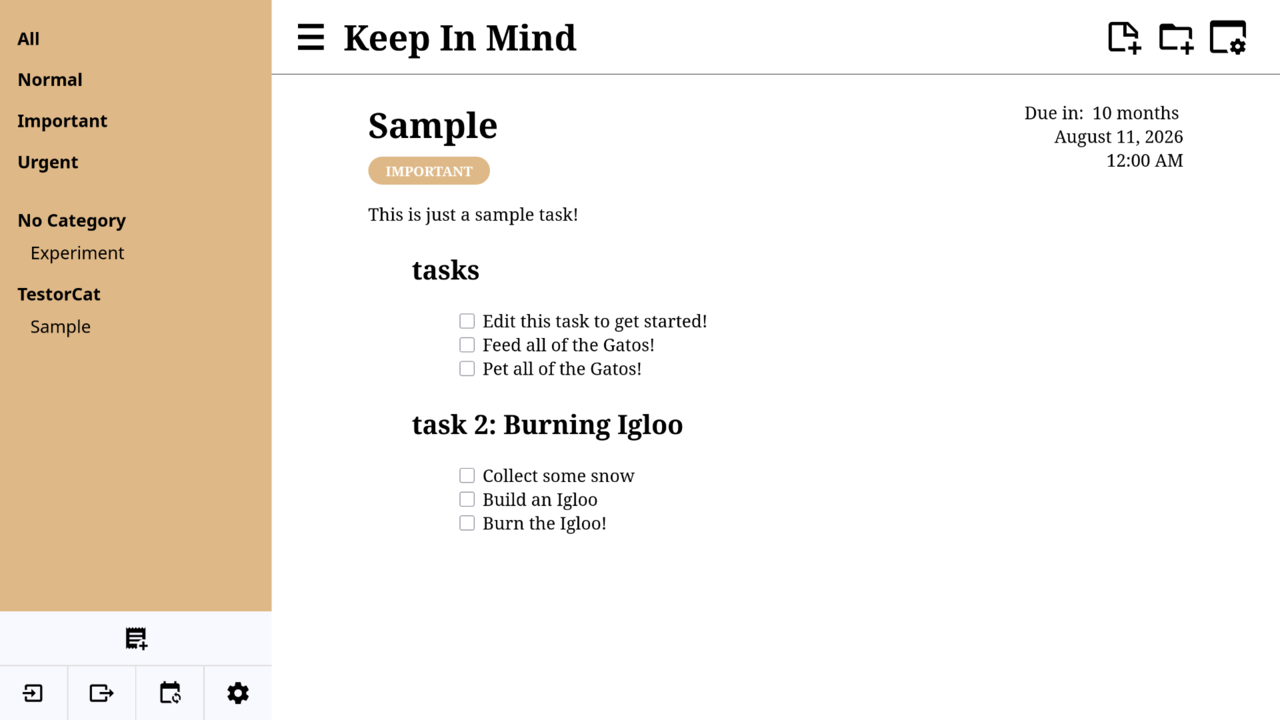 All
Normal
Important
Urgent
No Category
Experiment
TestorCat
Sample
Keep In Mind
Sample
IMPORTANT
Due in: 10 months
August 11, 2026
12:00 AM
This is just a sample task!
tasks
Edit this task to get started!
Feed all of the Gatos!
Pet all of the Gatos!
task 2: Burning Igloo
Collect some snow
Build an Igloo
Burn the Igloo!